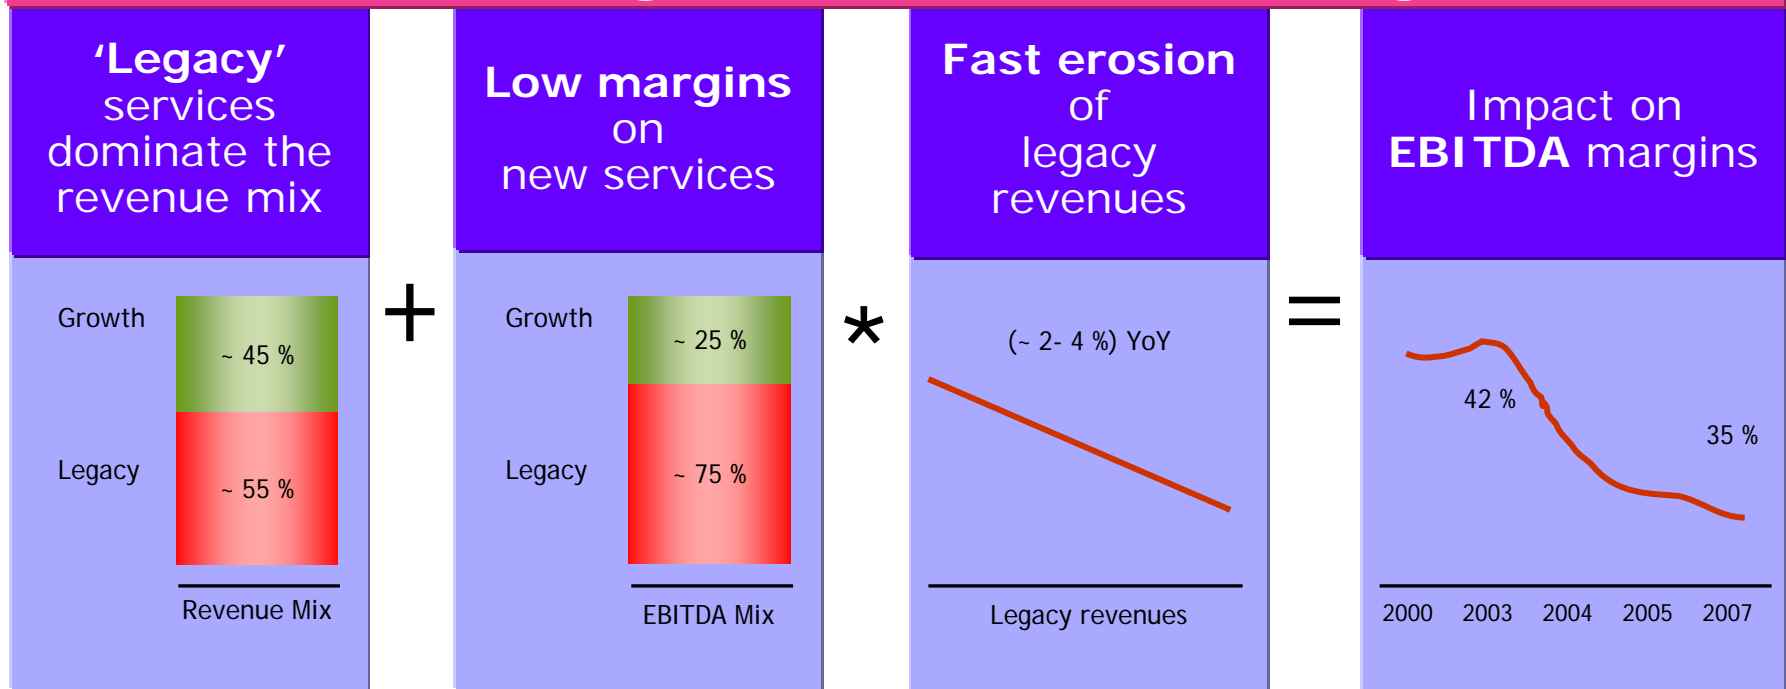 ‘Legacy’
services
dominate the
revenue mix
Growth
~ 45 %
Legacy
~ 55 %
Revenue Mix
+
Low margins
on
new services
Growth
~ 25 %
Legacy
~ 75 %
EBITDA Mix
*
Fast erosion
of
legacy
revenues
(~ 2- 4 %) YoY
Legacy revenues
=
Impact on
EBITDA margins
42 %
35 %
2000 2003 2004 2005 2007